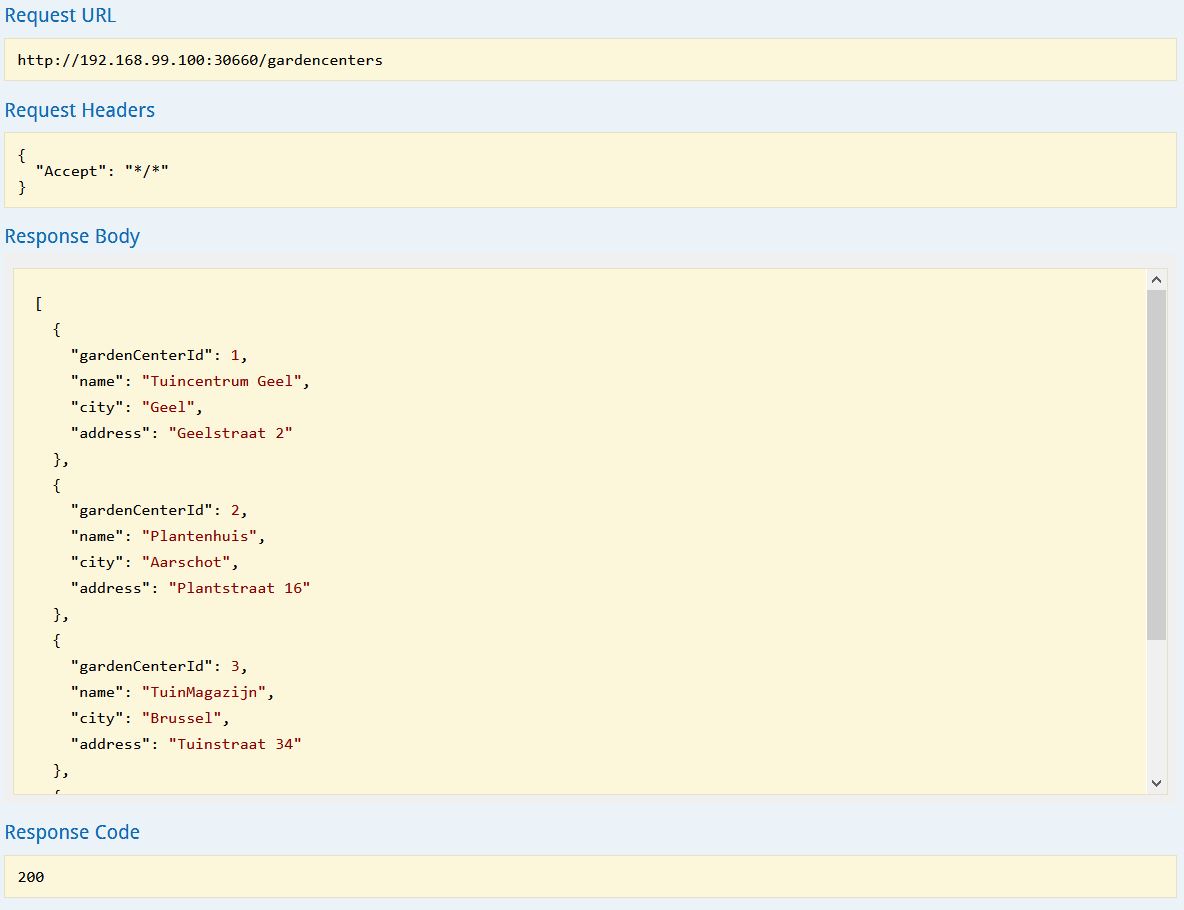 Request URL
http://192.168.99.100:30660/gardencenters
Request Headers
{
  "Accept": "*/*"
}
Response Body
[
  {
    "gardenCenterId": 1,
    "name": "Tuincentrum Geel",
    "city": "Geel",
    "address": "Geelstraat 2"
  },
  {
    "gardenCenterId": 2,
    "name": "Plantenhuis",
    "city": "Aarschot",
    "address": "Plantstraat 16"
  },
  {
    "gardenCenterId": 3,
    "name": "TuinMagazijn",
    "city": "Brussel",
    "address": "Tuinstraat 34"
  },
  {
Response Code
200